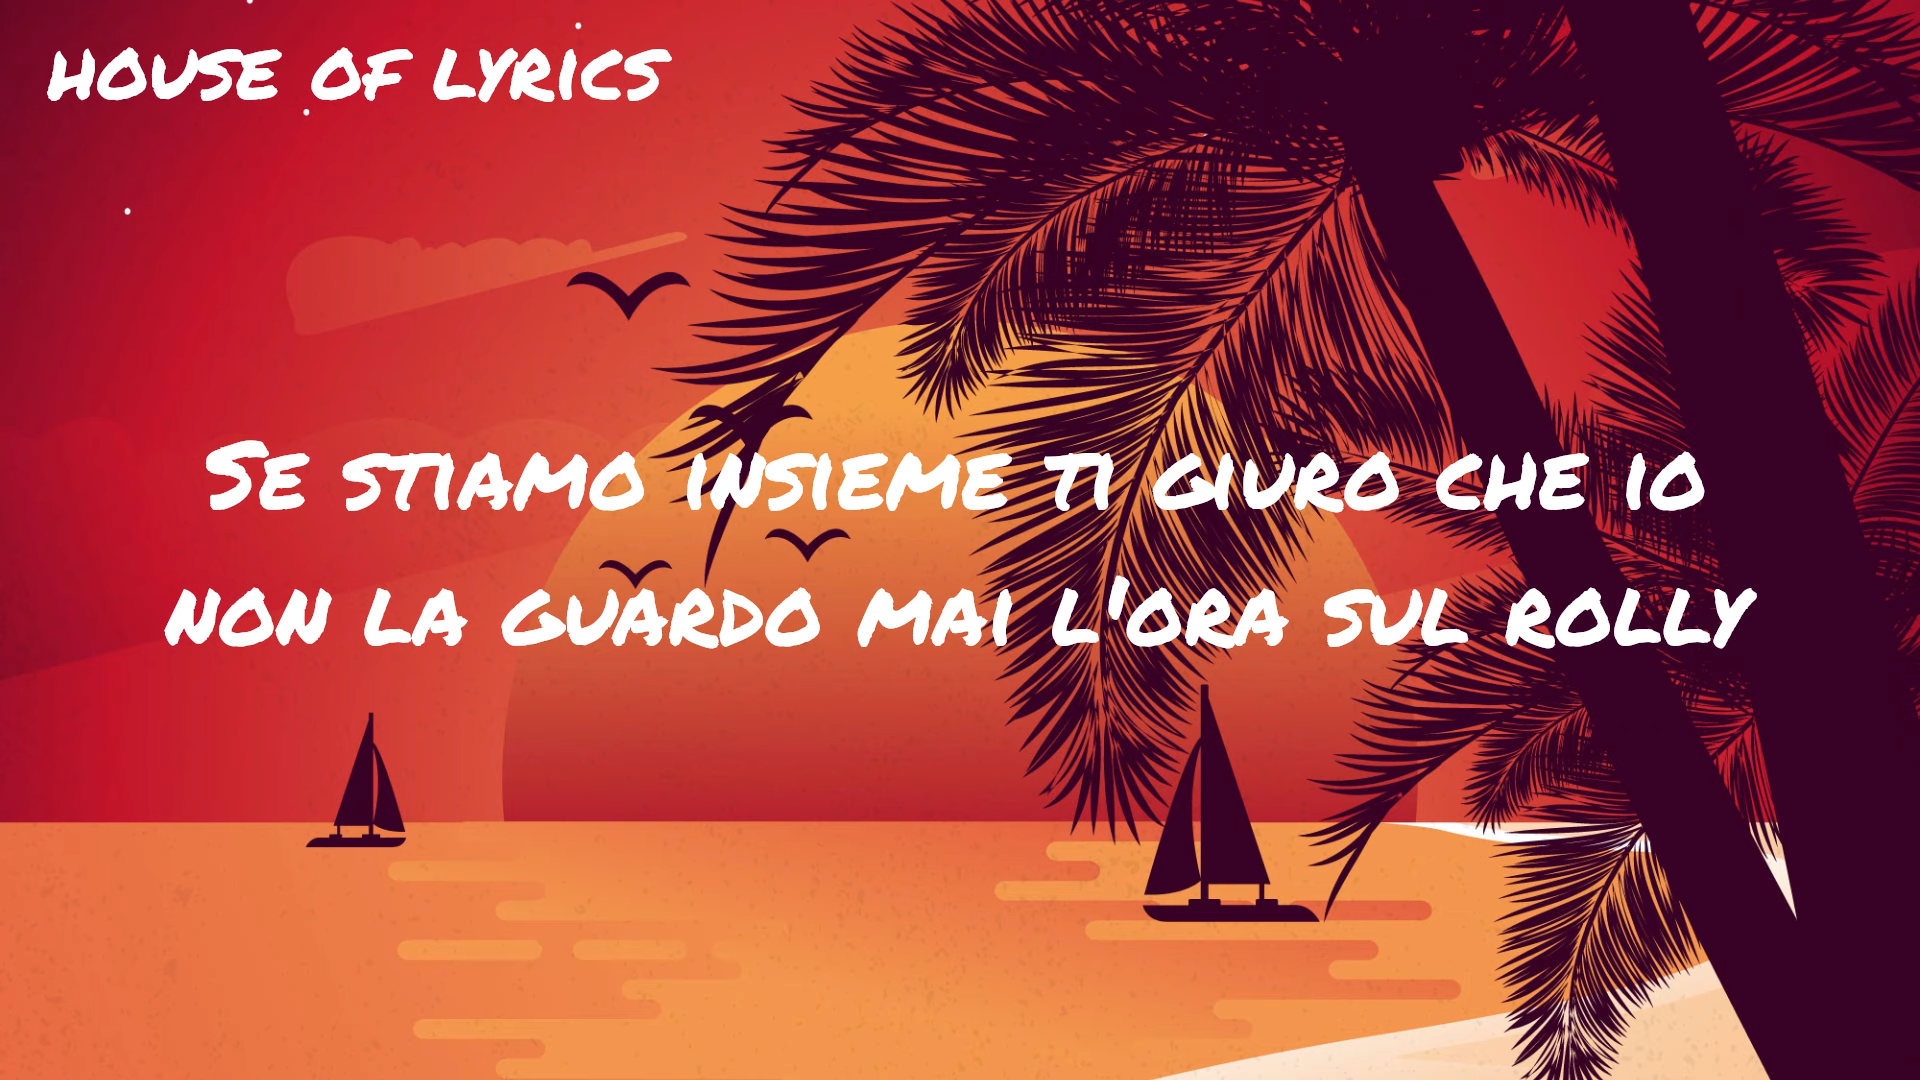 HOUSE OF LYRICS
SE STIAMO INSIEME TI GIURO CHE IO
NON LA GUARDO MAI L'ORA SUL ROLLY